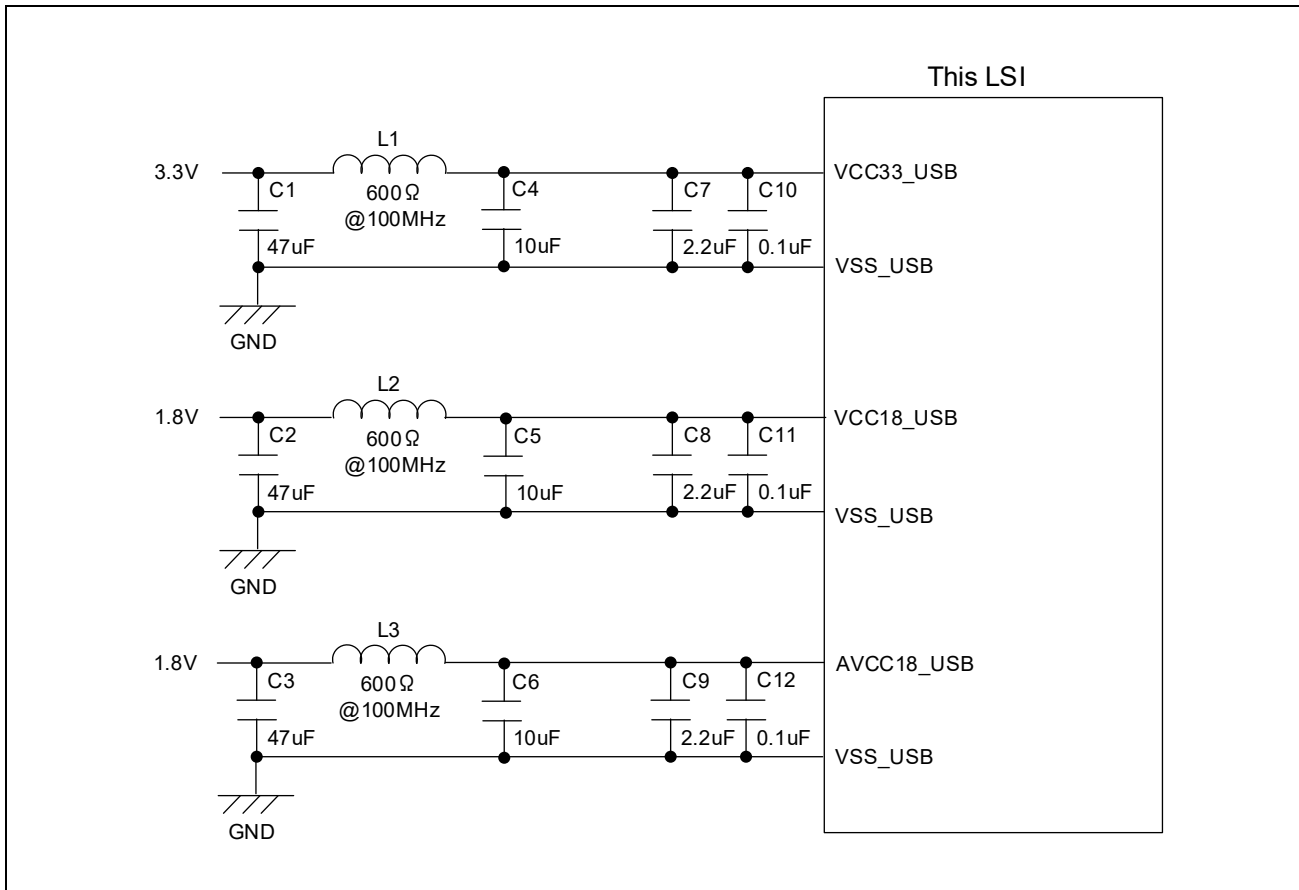 This LSI
L1
3.3V
C1
600Ω
@100MHz
47uF
C4
10uF
C7
2.2uF
C10
0.1uF
VCC33_USB
VSS_USB
GND
L2
1.8V
C2
600Ω
@100MHz
47uF
C5
10uF
C8
2.2uF
C11
0.1uF
VCC18_USB
VSS_USB
GND
L3
1.8V
C3
600Ω
@100MHz
47uF
C6
10uF
C9
2.2uF
C12
0.1uF
AVCC18_USB
VSS_USB
GND